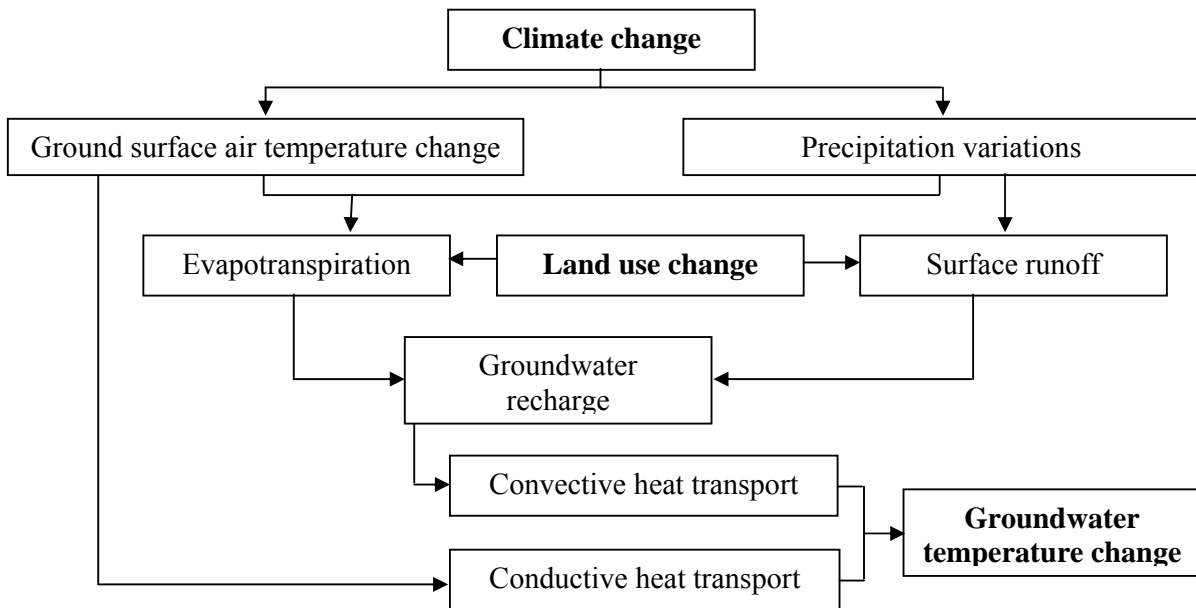 Climate change
Ground surface air temperature change
Precipitation variations
Evapotranspiration
Land use change
Surface runoff
Groundwater
recharge
Convective heat transport
Groundwater
temperature change
Conductive heat transport